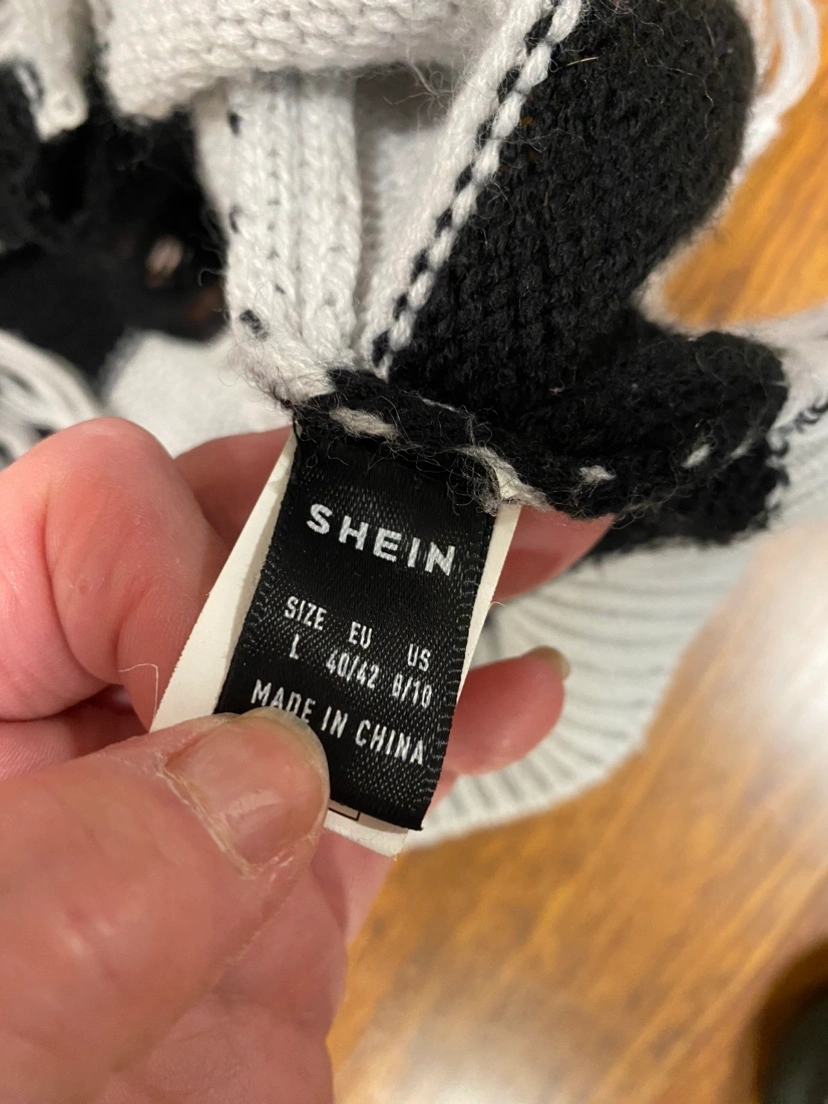 SHEIN
SIZE EU US
L 40/42 8/10
MADE IN CHINA